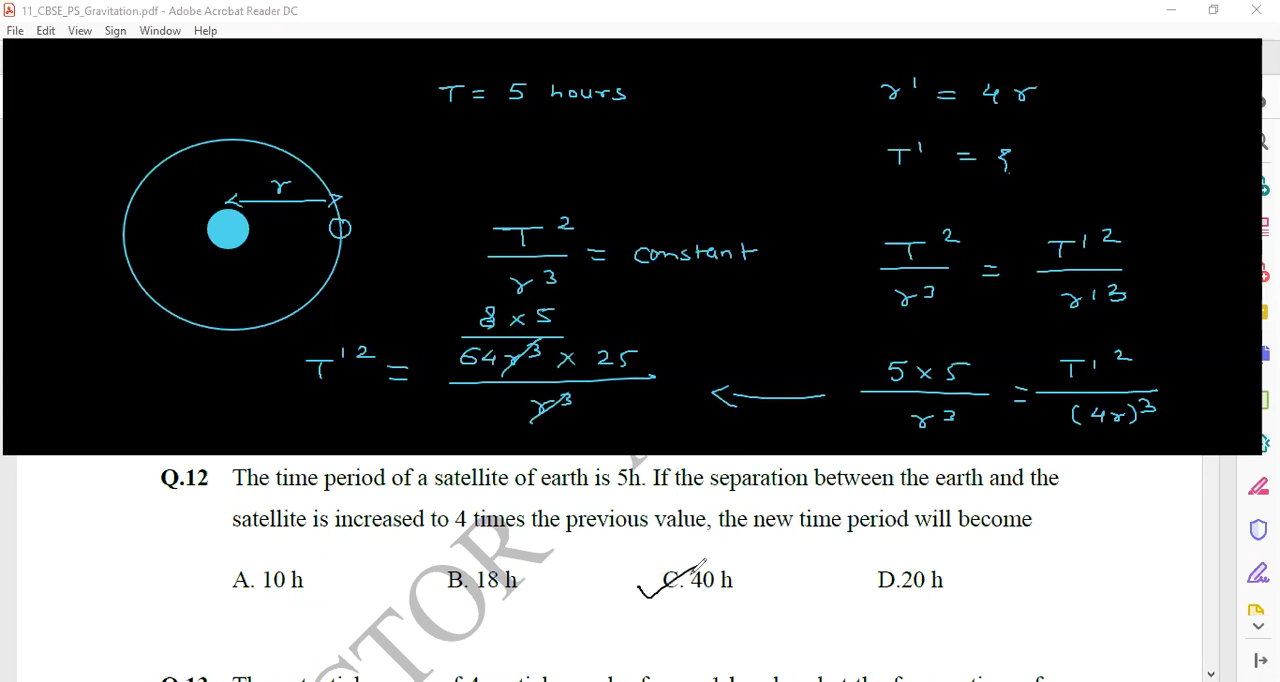 11_CBSE_PS_Gravitation.pdf - Adobe Acrobat Reader DC
File Edit View Sign Window Help
T = 5 hours
r' = 4 r
T' = ?
r
T² / r³ = constant
T² / r³ = T'² / r'³
8 × 5
T'² = 64 r³ × 25 / r³
5 × 5 / r³ = T'² / (4r)³
Q.12 The time period of a satellite of earth is 5h. If the separation between the earth and the
satellite is increased to 4 times the previous value, the new time period will become
A. 10 h B. 18 h C. 40 h D.20 h